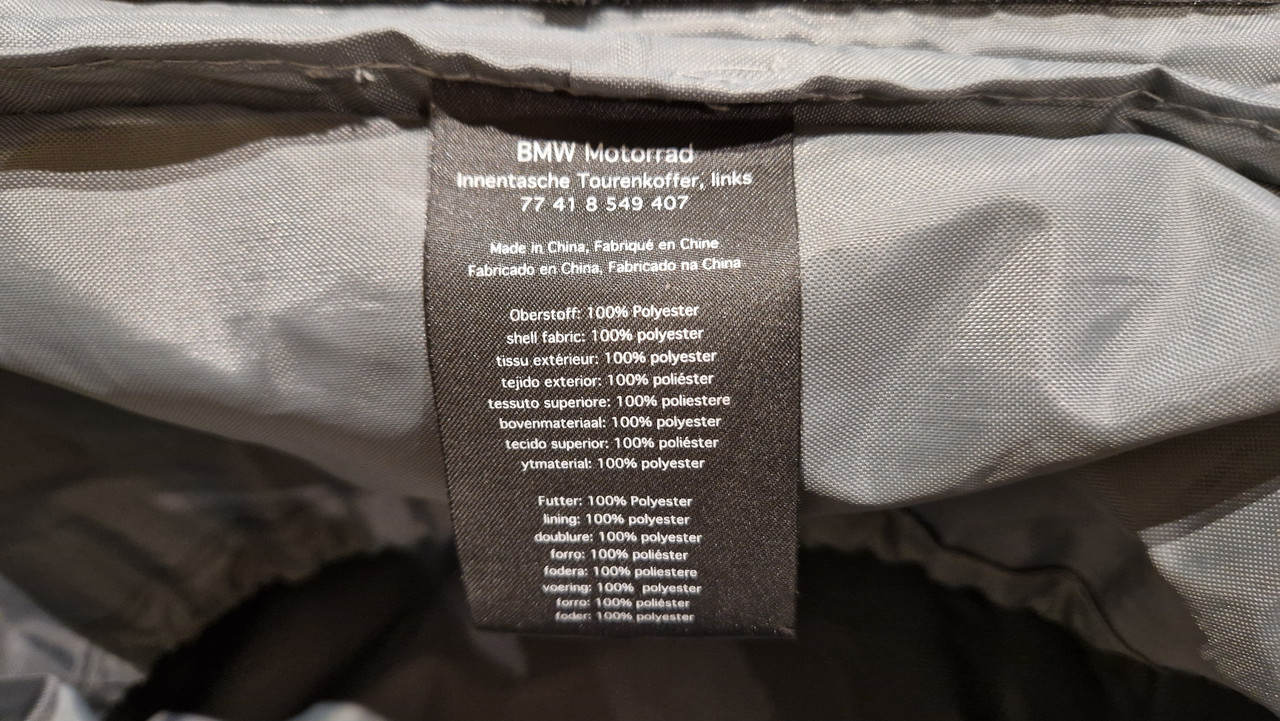 BMW Motorrad
Innentasche Tourenkoffer, links
77 41 8 549 407
Made in China, Fabriqué en Chine
Fabricado en China, Fabricado na China
Oberstoff: 100% Polyester
shell fabric: 100% polyester
tissu extérieur: 100% polyester
tejido exterior: 100% poliéster
tessuto superiore: 100% poliestere
bovenmateriaal: 100% polyester
tecido superior: 100% poliéster
ytmaterial: 100% polyester
Futter: 100% Polyester
lining: 100% polyester
doublure: 100% polyester
forro: 100% poliéster
fodera: 100% poliestere
voering: 100% polyester
forro: 100% poliéster
foder: 100% polyester